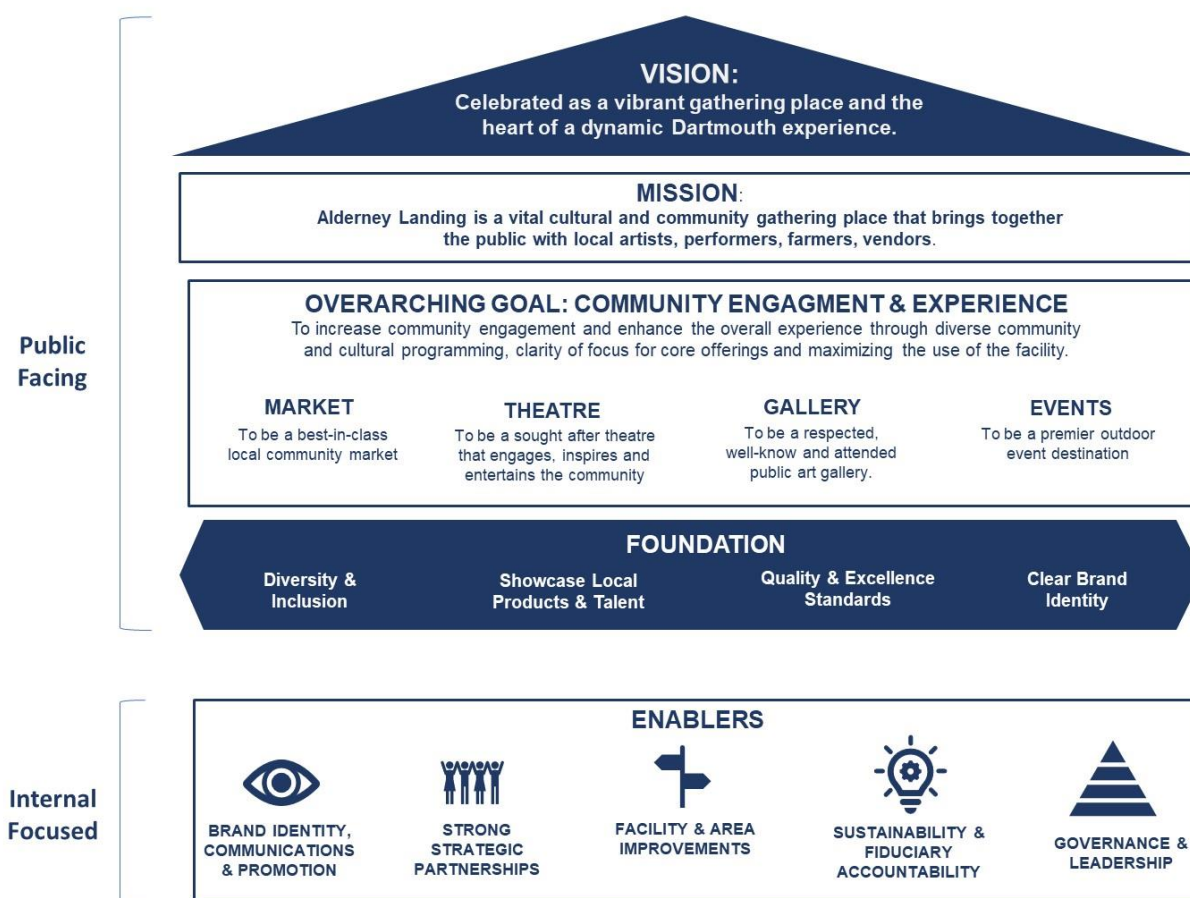 VISION:
Celebrated as a vibrant gathering place and the
heart of a dynamic Dartmouth experience.
MISSION:
Alderney Landing is a vital cultural and community gathering place that brings together
the public with local artists, performers, farmers, vendors.
Public
Facing
OVERARCHING GOAL: COMMUNITY ENGAGMENT & EXPERIENCE
To increase community engagement and enhance the overall experience through diverse community
and cultural programming, clarity of focus for core offerings and maximizing the use of the facility.
MARKET
To be a best-in-class
local community market
THEATRE
To be a sought after theatre
that engages, inspires and
entertains the community
GALLERY
To be a respected,
well-know and attended
public art gallery.
EVENTS
To be a premier outdoor
event destination
FOUNDATION
Diversity &
Inclusion
Showcase Local
Products & Talent
Quality & Excellence
Standards
Clear Brand
Identity
Internal
Focused
ENABLERS
BRAND IDENTITY,
COMMUNICATIONS
& PROMOTION
STRONG
STRATEGIC
PARTNERSHIPS
FACILITY & AREA
IMPROVEMENTS
SUSTAINABILITY &
FIDUCIARY
ACCOUNTABILITY
GOVERNANCE &
LEADERSHIP